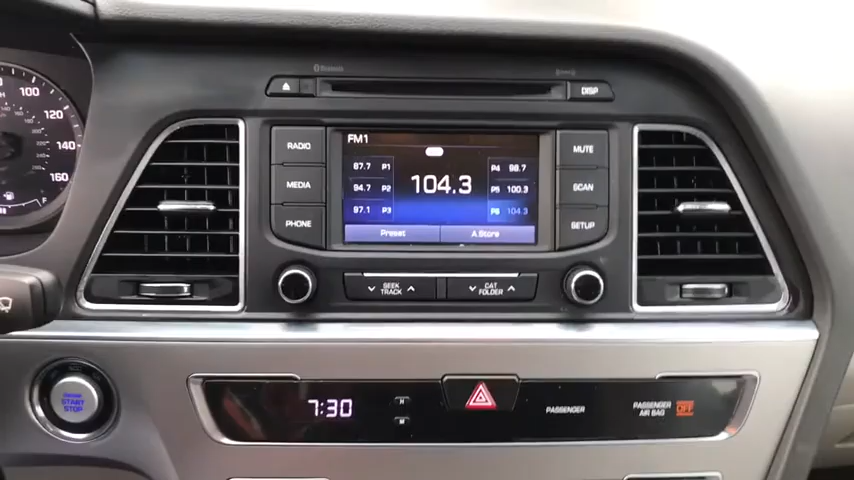 Bluetooth
DISP
FM1
RADIO
MEDIA
PHONE
87.7 P1
94.7 P2
97.1 P3
104.3
P4 98.7
P5 100.3
P6 104.3
Preset
A.Store
MUTE
SCAN
SETUP
SEEK
TRACK
CAT
FOLDER
100
120
140
160
F
ENGINE
START
STOP
7:30
H
M
PASSENGER
PASSENGER
AIR BAG
OFF